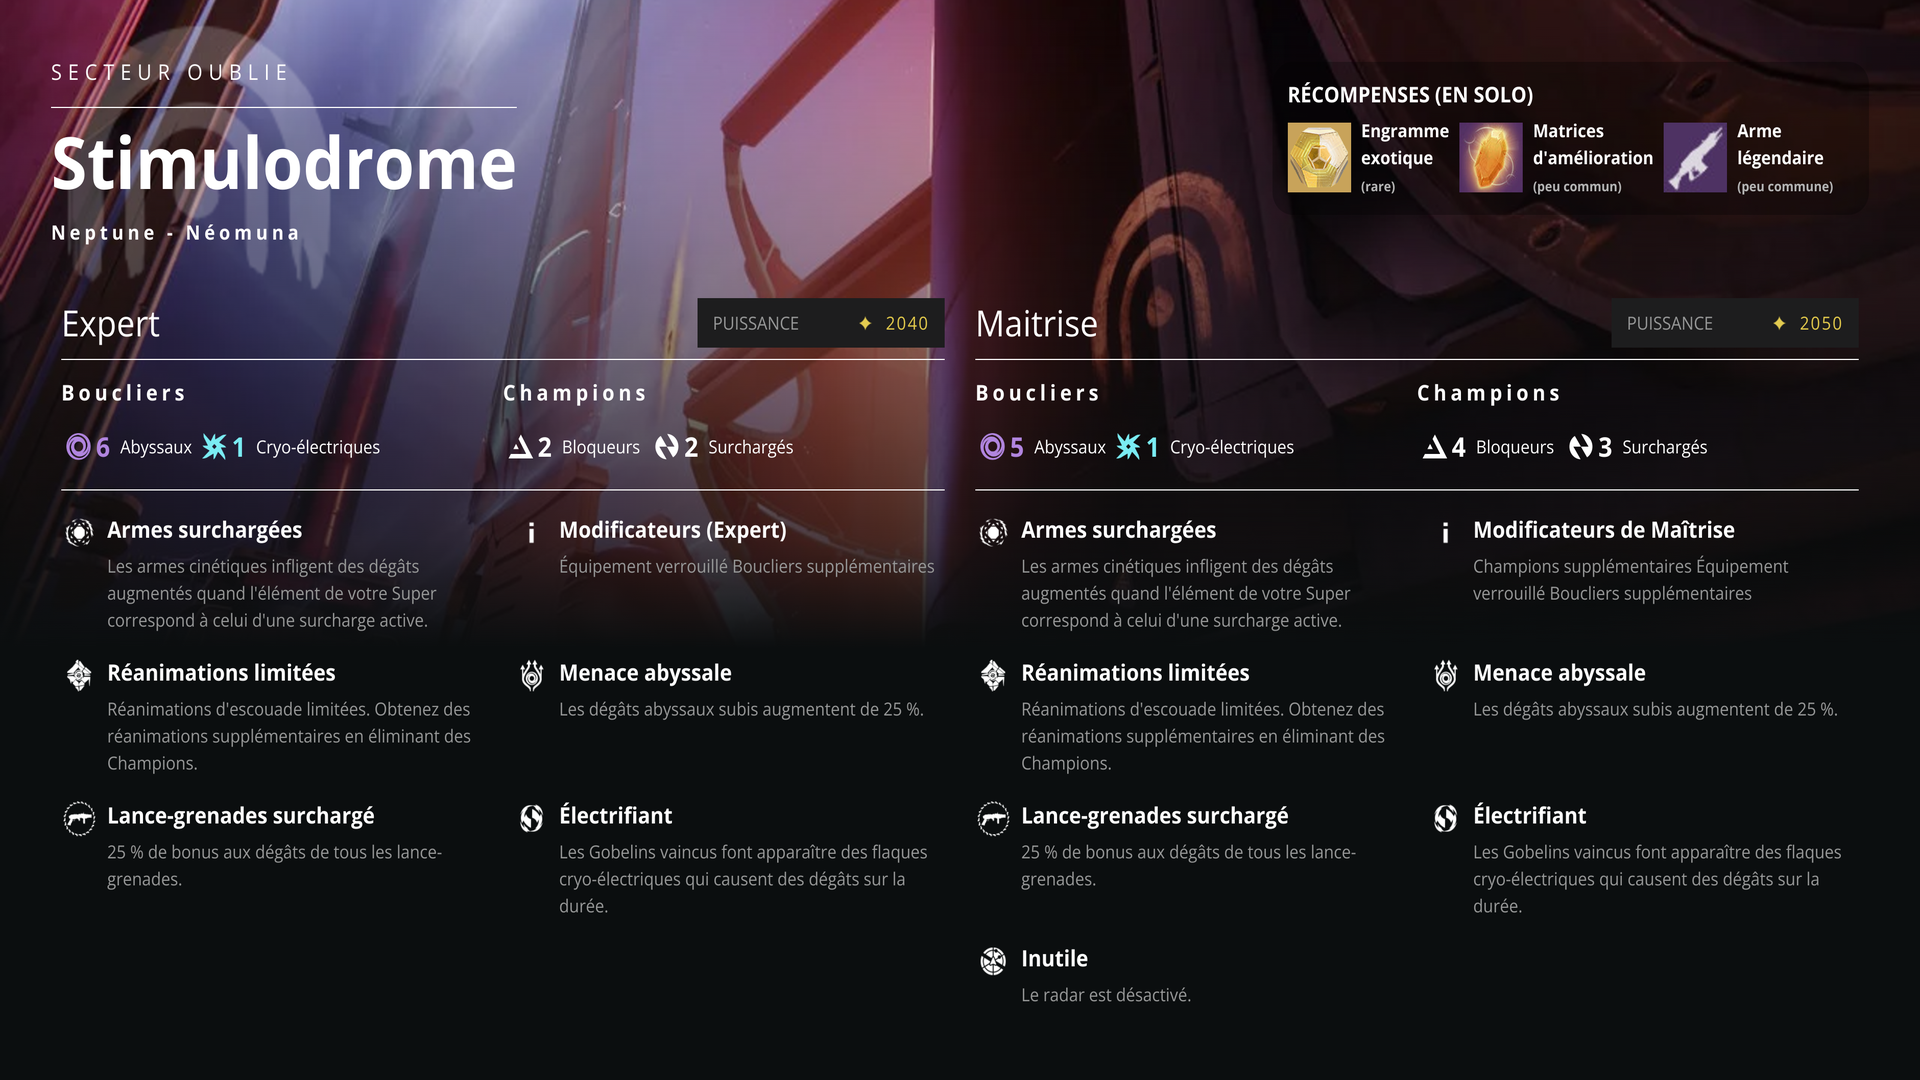 SECTEUR OUBLIE
Stimulodrome
Neptune - Néomuna
RÉCOMPENSES (EN SOLO)
Engramme
exotique
(rare)
Matrices
d'amélioration
(peu commun)
Arme
légendaire
(peu commune)
Expert
PUISSANCE 2040
Boucliers
6 Abyssaux 1 Cryo-électriques
Champions
2 Bloqueurs 2 Surchargés
Armes surchargées
Les armes cinétiques infligent des dégâts
augmentés quand l'élément de votre Super
correspond à celui d'une surcharge active.
Modificateurs (Expert)
Équipement verrouillé Boucliers supplémentaires
Réanimations limitées
Réanimations d'escouade limitées. Obtenez des
réanimations supplémentaires en éliminant des
Champions.
Menace abyssale
Les dégâts abyssaux subis augmentent de 25 %.
Lance-grenades surchargé
25 % de bonus aux dégâts de tous les lance-
grenades.
Électrifiant
Les Gobelins vaincus font apparaître des flaques
cryo-électriques qui causent des dégâts sur la
durée.
Maitrise
PUISSANCE 2050
Boucliers
5 Abyssaux 1 Cryo-électriques
Champions
4 Bloqueurs 3 Surchargés
Armes surchargées
Les armes cinétiques infligent des dégâts
augmentés quand l'élément de votre Super
correspond à celui d'une surcharge active.
Modificateurs de Maîtrise
Champions supplémentaires Équipement
verrouillé Boucliers supplémentaires
Réanimations limitées
Réanimations d'escouade limitées. Obtenez des
réanimations supplémentaires en éliminant des
Champions.
Menace abyssale
Les dégâts abyssaux subis augmentent de 25 %.
Lance-grenades surchargé
25 % de bonus aux dégâts de tous les lance-
grenades.
Électrifiant
Les Gobelins vaincus font apparaître des flaques
cryo-électriques qui causent des dégâts sur la
durée.
Inutile
Le radar est désactivé.